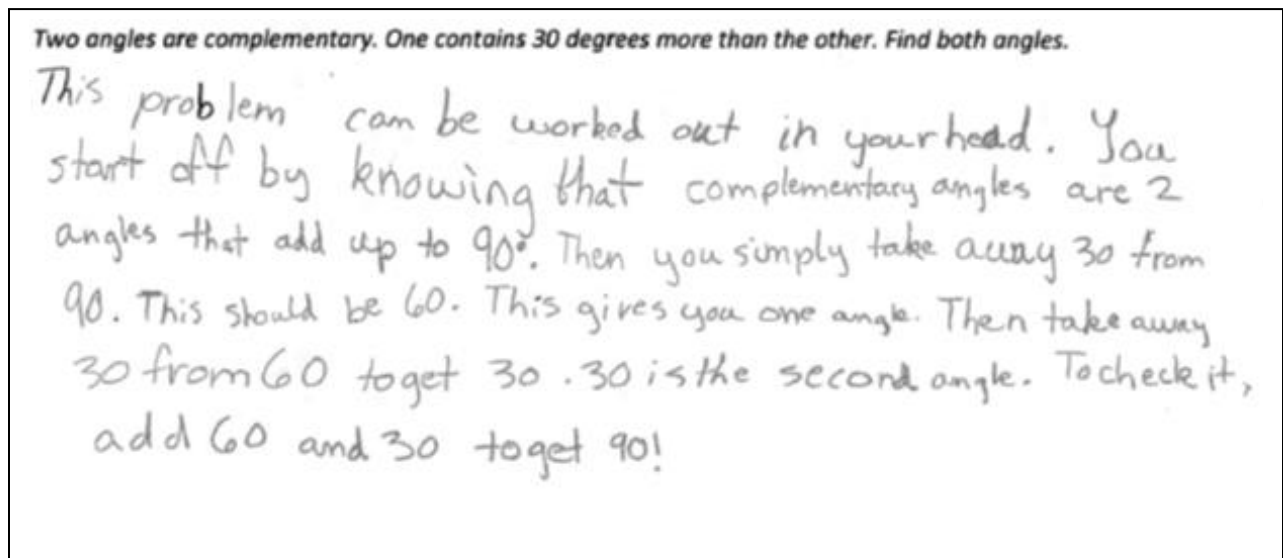 Two angles are complementary. One contains 30 degrees more than the other. Find both angles.
This problem can be worked out in your head. You
start off by knowing that complementary angles are 2
angles that add up to 90°. Then you simply take away 30 from
90. This should be 60. This gives you one angle. Then take away
30 from 60 to get 30. 30 is the second angle. To check it,
add 60 and 30 to get 90!